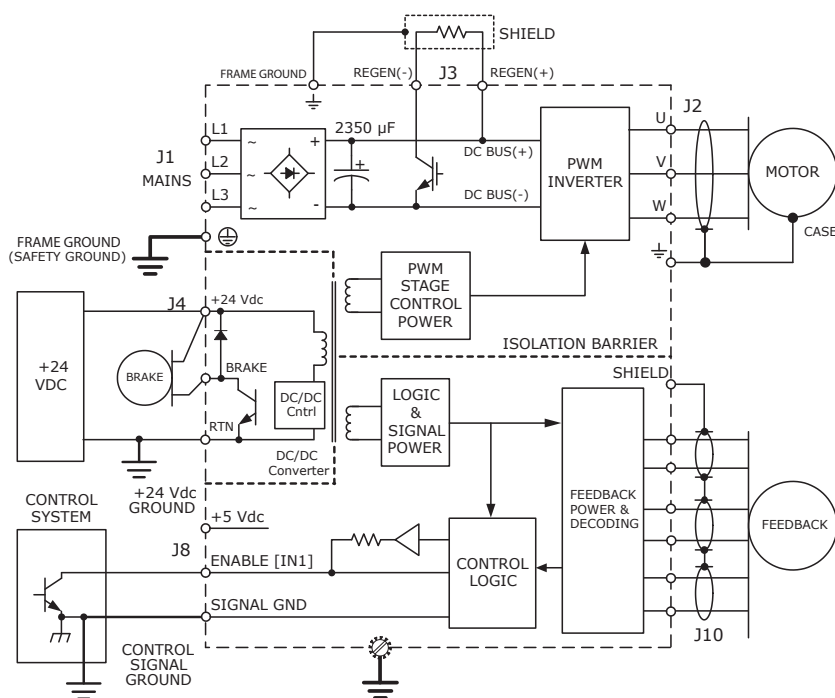 SHIELD
FRAME GROUND
REGEN(-)
J3
REGEN(+)
J1
MAINS
L1
L2
L3
~
~
~
+
-
2350 µF
+
DC BUS(+)
DC BUS(-)
PWM
INVERTER
U
V
W
J2
MOTOR
CASE
FRAME GROUND
(SAFETY GROUND)
PWM
STAGE
CONTROL
POWER
ISOLATION BARRIER
+24
VDC
J4
+24 Vdc
BRAKE
BRAKE
RTN
DC/DC
Cntrl
DC/DC
Converter
LOGIC
&
SIGNAL
POWER
SHIELD
FEEDBACK
POWER &
DECODING
FEEDBACK
J10
+24 Vdc
GROUND
CONTROL
SYSTEM
+5 Vdc
J8
ENABLE [IN1]
SIGNAL GND
CONTROL
LOGIC
CONTROL
SIGNAL
GROUND